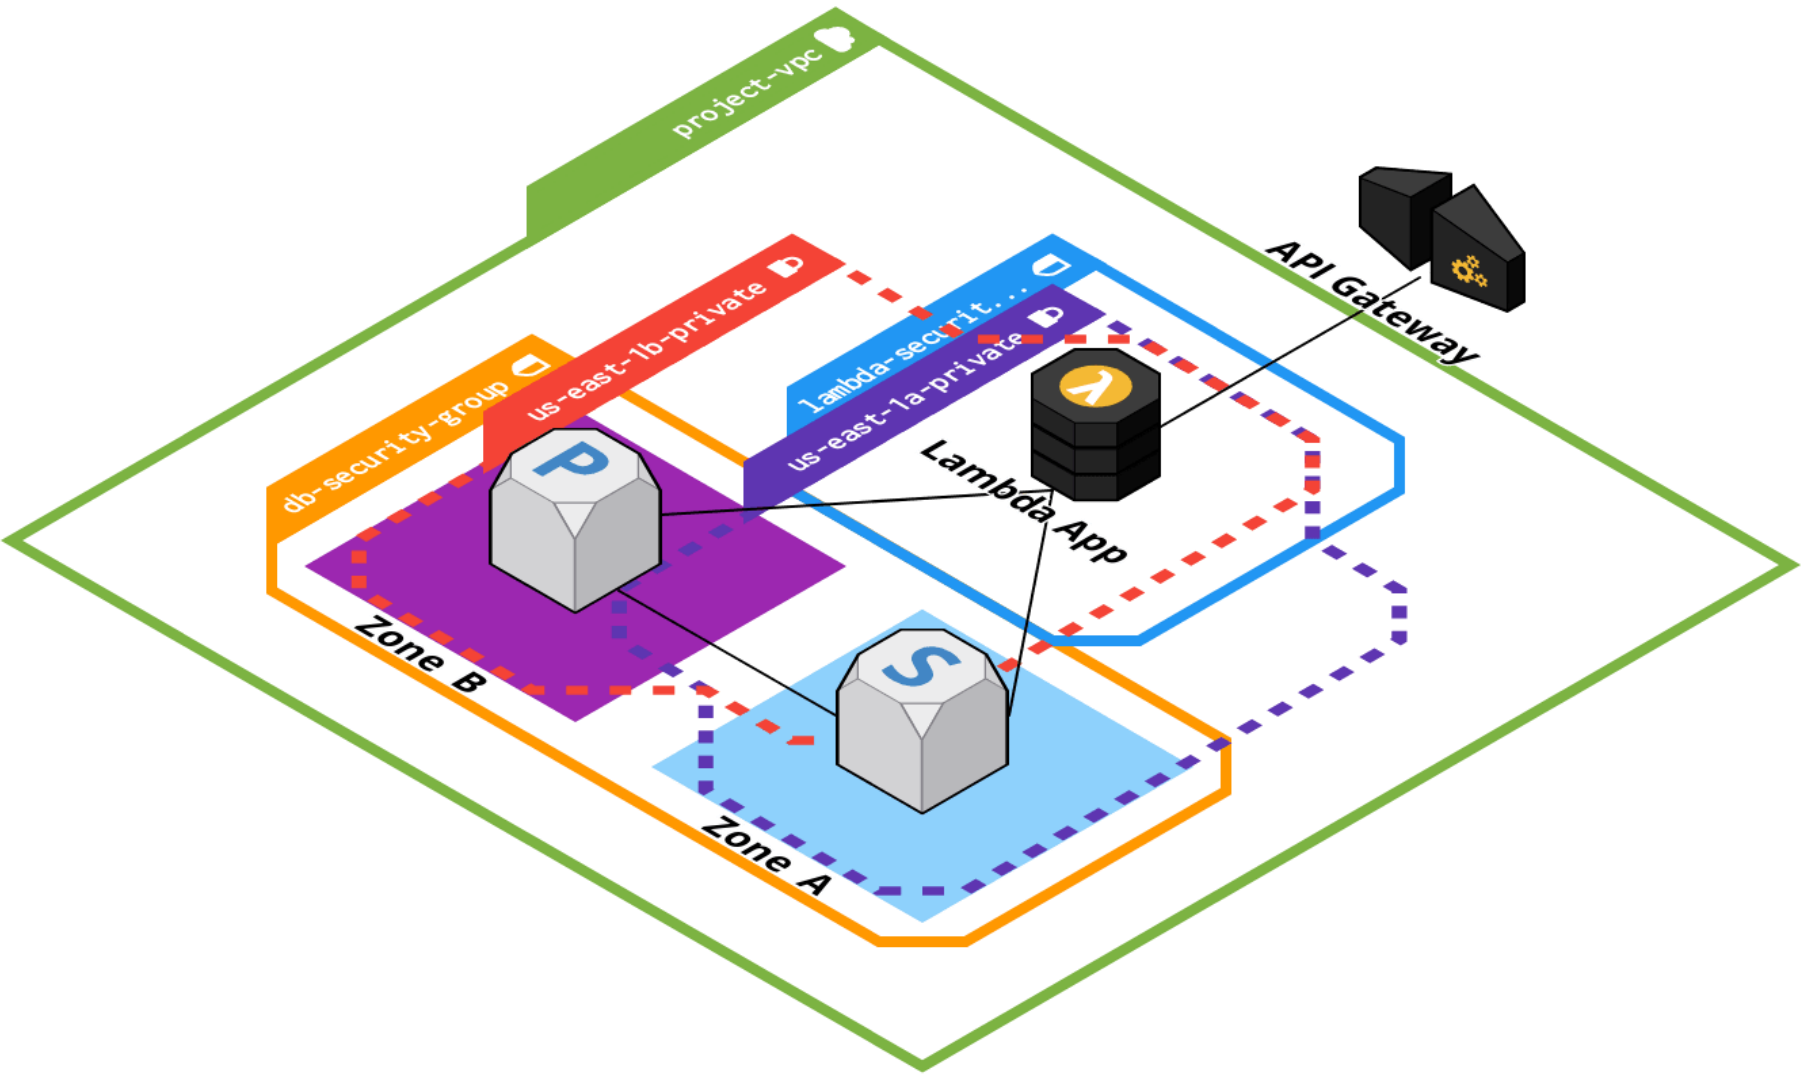 project-vpc
API Gateway
lambda-securit...
us-east-1b-private
us-east-1a-private
db-security-group
λ
Lambda App
P
S
Zone B
Zone A